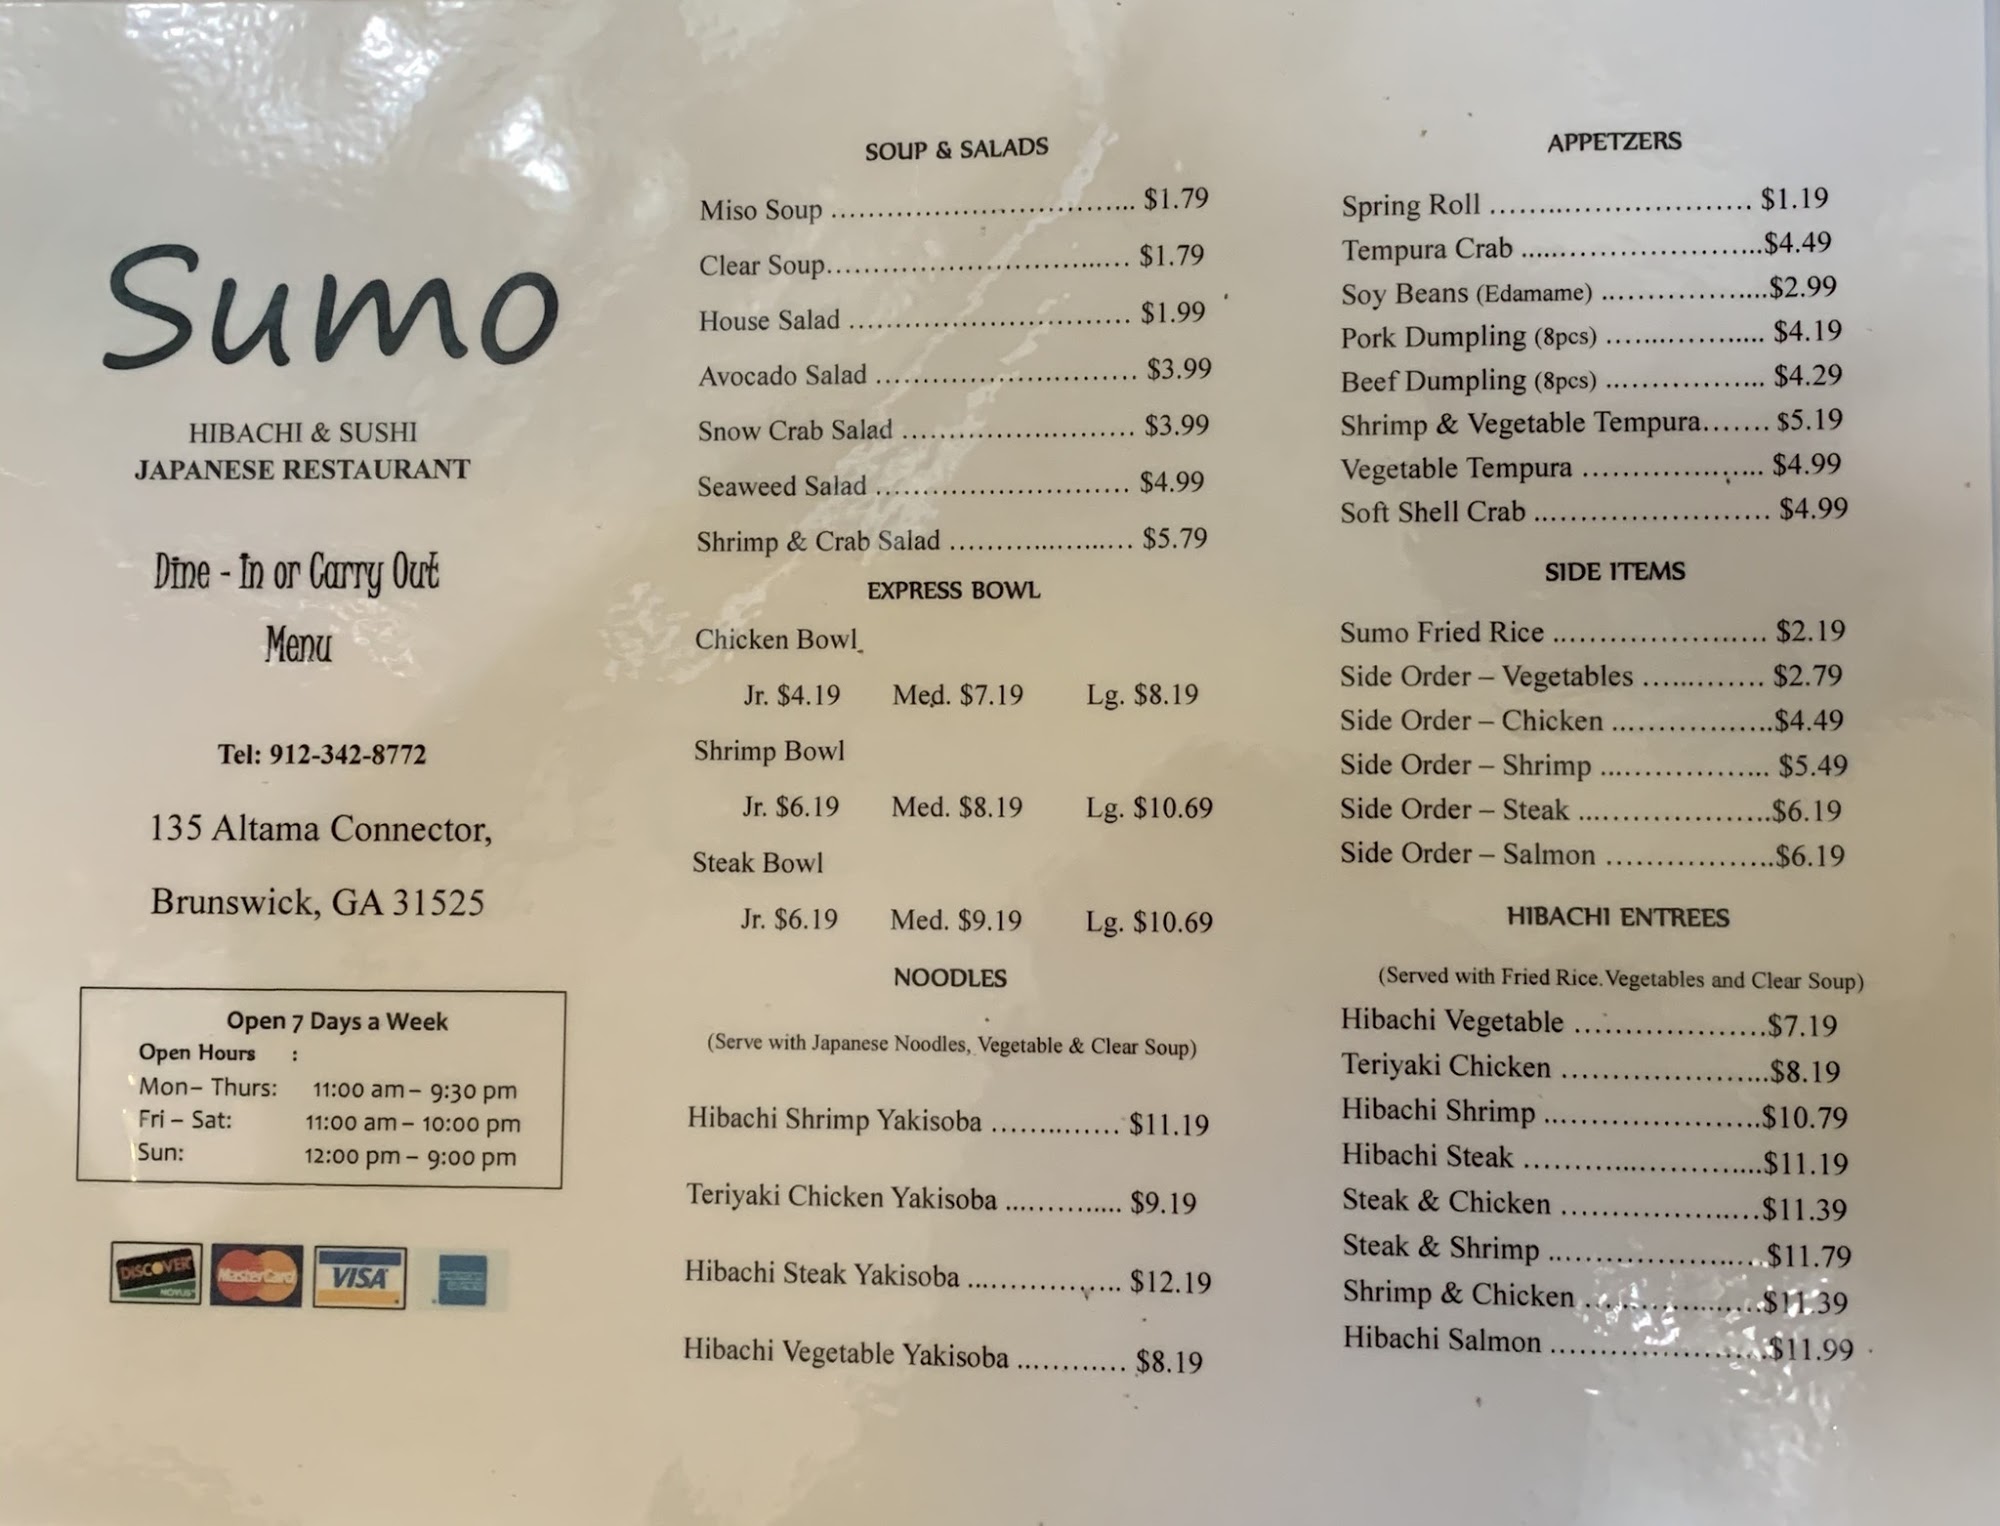 Sumo
HIBACHI & SUSHI
JAPANESE RESTAURANT
Dine - In or Carry Out
Menu
Tel: 912-342-8772
135 Altama Connector,
Brunswick, GA 31525
Open 7 Days a Week
Open Hours :
Mon– Thurs: 11:00 am – 9:30 pm
Fri – Sat: 11:00 am – 10:00 pm
Sun: 12:00 pm – 9:00 pm
DISCOVER NOVUS MasterCard VISA AMERICAN EXPRESS
SOUP & SALADS
Miso Soup ........................................ $1.79
Clear Soup........................................ $1.79
House Salad ..................................... $1.99
Avocado Salad .................................. $3.99
Snow Crab Salad .............................. $3.99
Seaweed Salad ................................. $4.99
Shrimp & Crab Salad ........................ $5.79
EXPRESS BOWL
Chicken Bowl
Jr. $4.19 Med. $7.19 Lg. $8.19
Shrimp Bowl
Jr. $6.19 Med. $8.19 Lg. $10.69
Steak Bowl
Jr. $6.19 Med. $9.19 Lg. $10.69
NOODLES
(Serve with Japanese Noodles, Vegetable & Clear Soup)
Hibachi Shrimp Yakisoba ................. $11.19
Teriyaki Chicken Yakisoba ............... $9.19
Hibachi Steak Yakisoba .................... $12.19
Hibachi Vegetable Yakisoba .............. $8.19
APPETZERS
Spring Roll .................................. $1.19
Tempura Crab ...............................$4.49
Soy Beans (Edamame) .....................$2.99
Pork Dumpling (8pcs) .................... $4.19
Beef Dumpling (8pcs) .................... $4.29
Shrimp & Vegetable Tempura....... $5.19
Vegetable Tempura ....................... $4.99
Soft Shell Crab .............................. $4.99
SIDE ITEMS
Sumo Fried Rice ............................ $2.19
Side Order – Vegetables ................ $2.79
Side Order – Chicken .....................$4.49
Side Order – Shrimp ...................... $5.49
Side Order – Steak .........................$6.19
Side Order – Salmon ......................$6.19
HIBACHI ENTREES
(Served with Fried Rice. Vegetables and Clear Soup)
Hibachi Vegetable .........................$7.19
Teriyaki Chicken ...........................$8.19
Hibachi Shrimp ............................$10.79
Hibachi Steak ...............................$11.19
Steak & Chicken ..........................$11.39
Steak & Shrimp ............................$11.79
Shrimp & Chicken .......................$11.39
Hibachi Salmon ............................$11.99